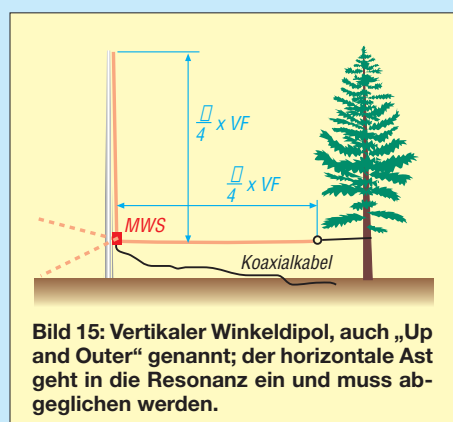 ▯/4 x VF
▯/4 x VF
MWS
Koaxialkabel
Bild 15: Vertikaler Winkeldipol, auch „Up
and Outer“ genannt; der horizontale Ast
geht in die Resonanz ein und muss ab-
geglichen werden.